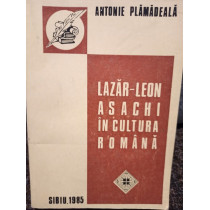 ANTONIE PLĂMĂDEALĂ
LAZĂR-LEON
ASACHI
ÎN CULTURA
ROMÂNĂ
SIBIU, 1985